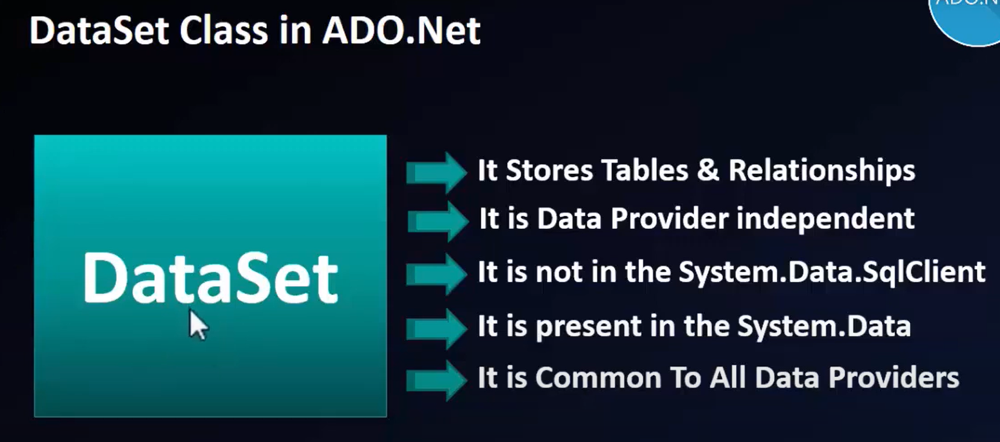 DataSet Class in ADO.Net
DataSet
It Stores Tables & Relationships
It is Data Provider independent
It is not in the System.Data.SqlClient
It is present in the System.Data
It is Common To All Data Providers